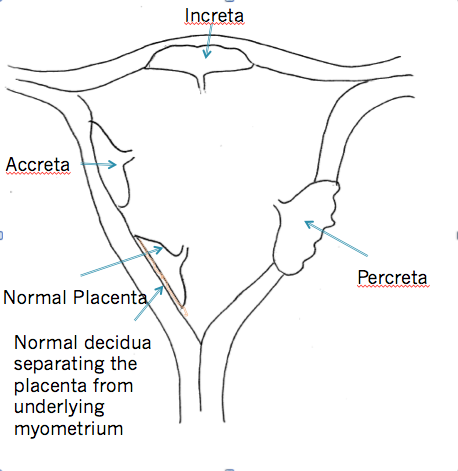 Increta
Accreta
Percreta
Normal Placenta
Normal decidua
separating the
placenta from
underlying
myometrium